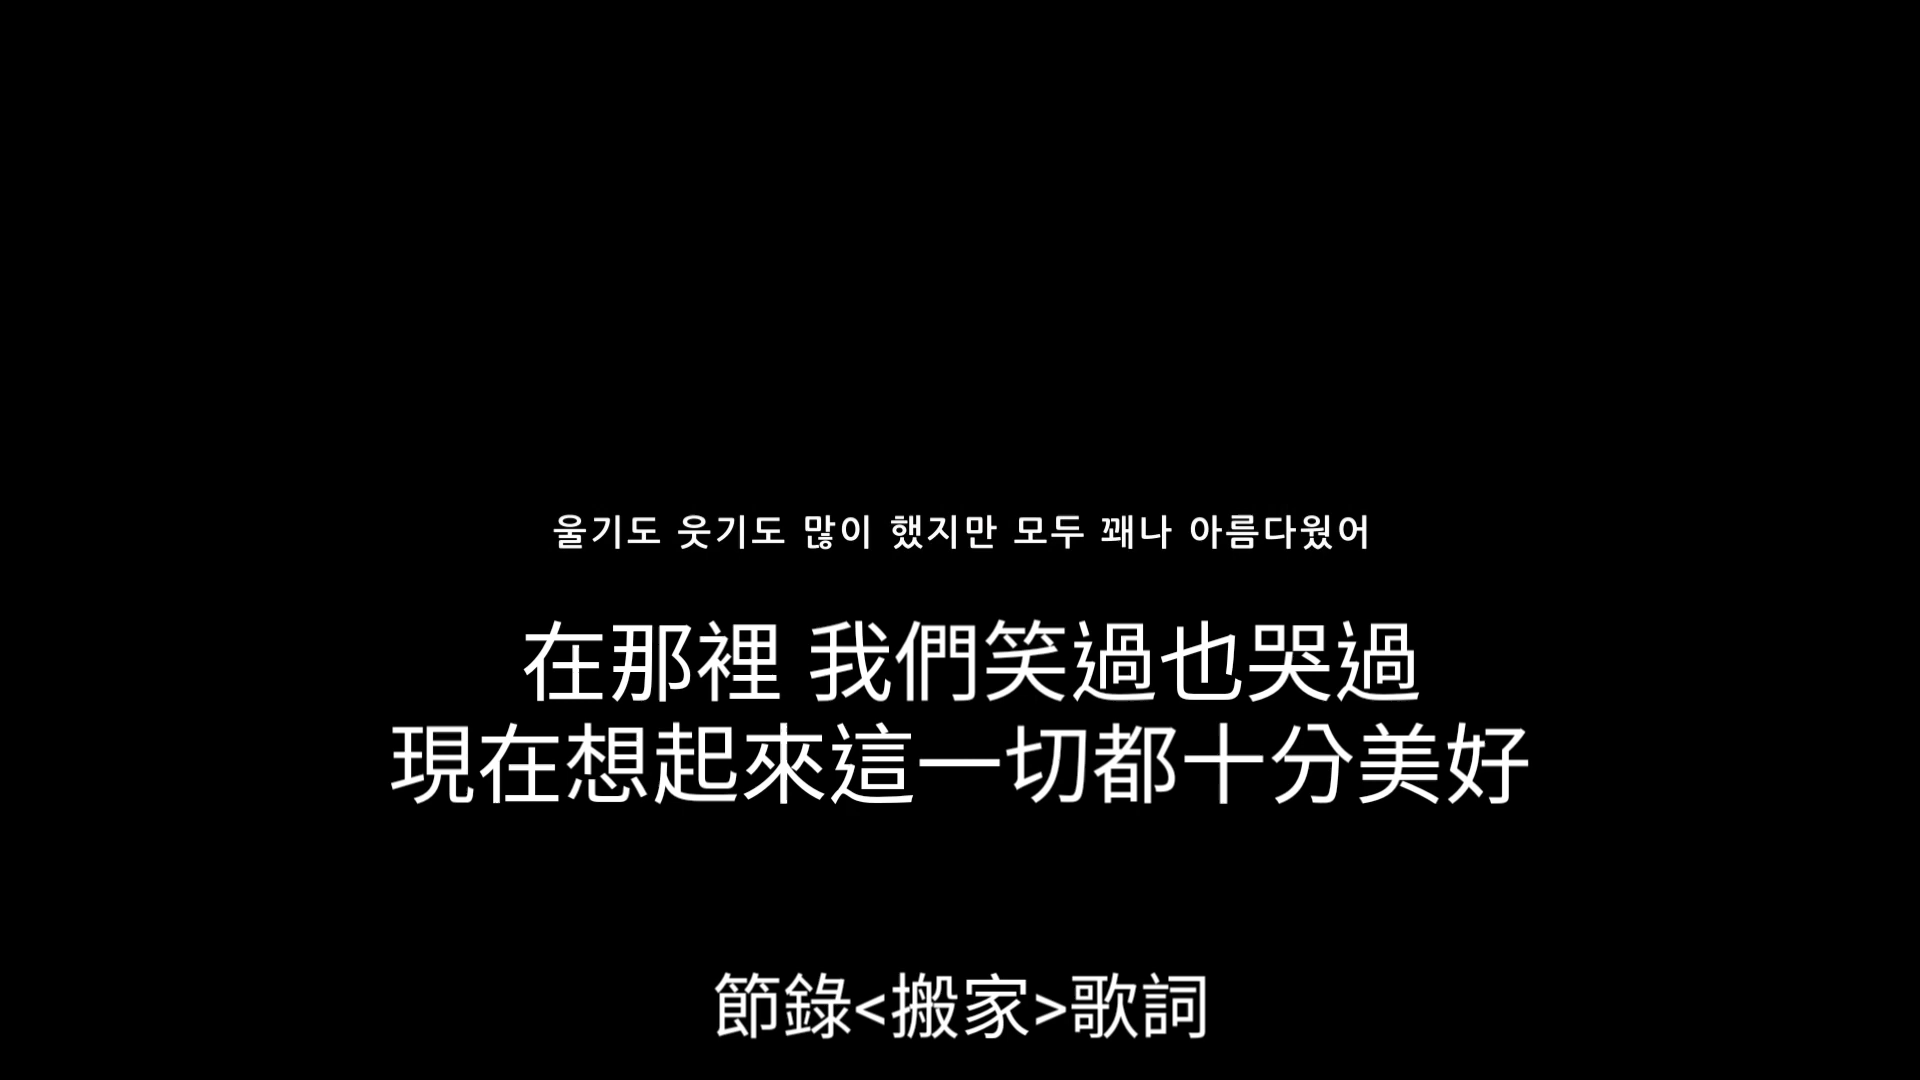 울기도 웃기도 많이 했지만 모두 꽤나 아름다웠어
在那裡 我們笑過也哭過
現在想起來這一切都十分美好
節錄<搬家>歌詞